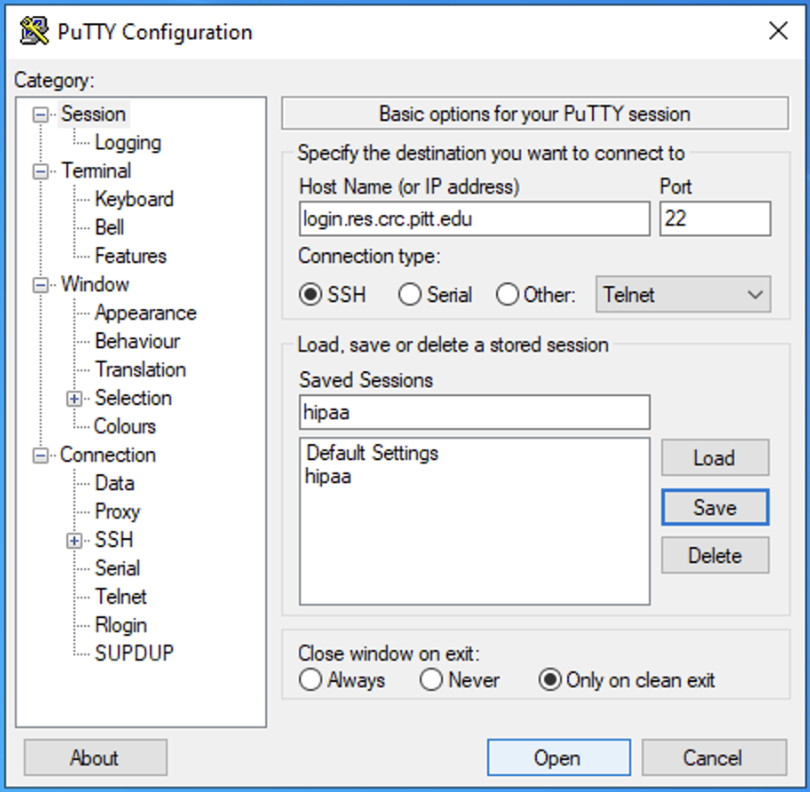 PuTTY Configuration
Category:
Session
Logging
Terminal
Keyboard
Bell
Features
Window
Appearance
Behaviour
Translation
Selection
Colours
Connection
Data
Proxy
SSH
Serial
Telnet
Rlogin
SUPDUP
Basic options for your PuTTY session
Specify the destination you want to connect to
Host Name (or IP address) Port
login.res.crc.pitt.edu 22
Connection type:
SSH Serial Other: Telnet
Load, save or delete a stored session
Saved Sessions
hipaa
Default Settings
hipaa
Load
Save
Delete
Close window on exit:
Always Never Only on clean exit
About Open Cancel